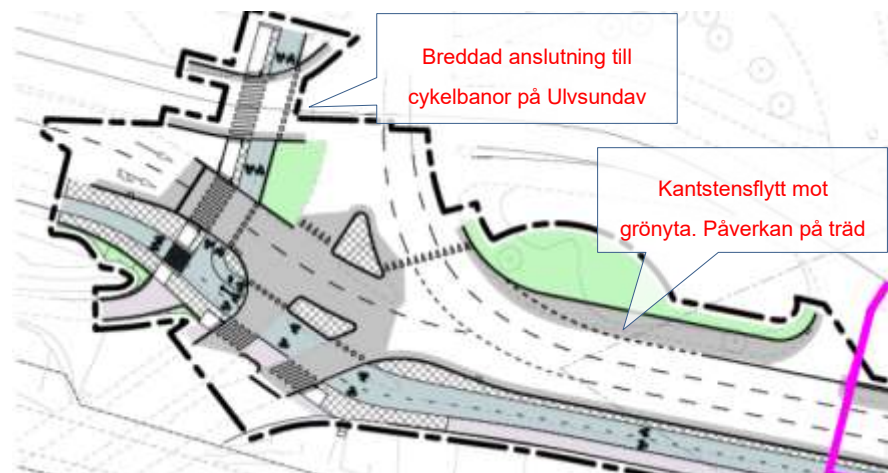 Breddad anslutning till
cykelbanor på Ulvsundav
Kantstensflytt mot
grönyta. Påverkan på träd